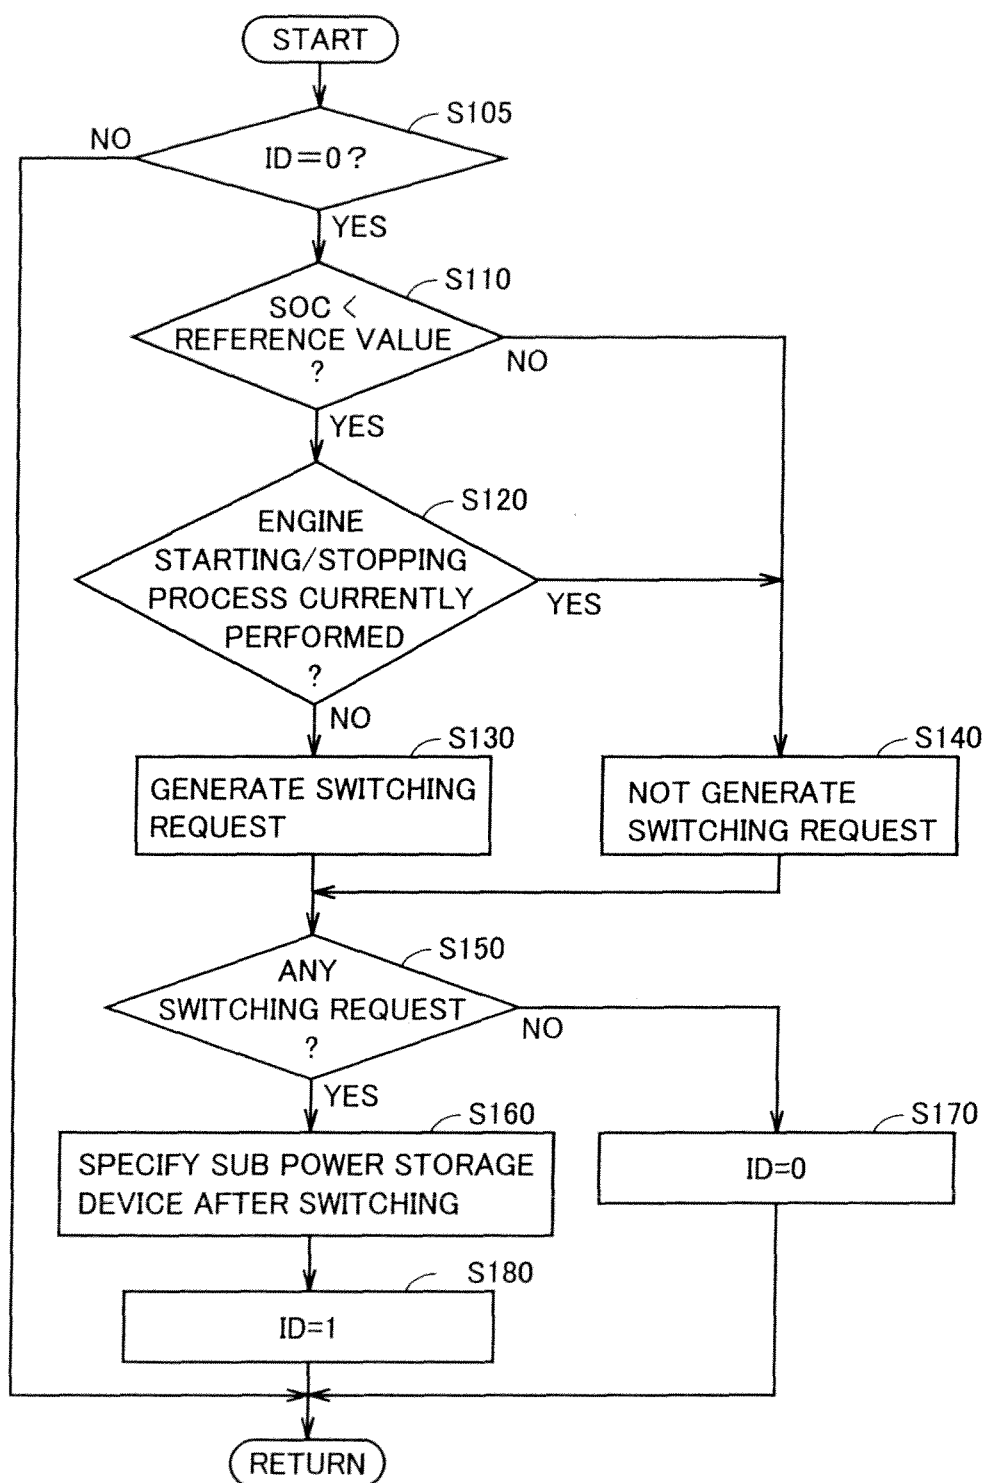 START
S105
NO
ID=0?
YES
S110
SOC <
REFERENCE VALUE
?
NO
YES
S120
ENGINE
STARTING/STOPPING
PROCESS CURRENTLY
PERFORMED
?
YES
NO
S130
S140
GENERATE SWITCHING
REQUEST
NOT GENERATE
SWITCHING REQUEST
S150
ANY
SWITCHING REQUEST
?
NO
YES
S160
S170
SPECIFY SUB POWER STORAGE
DEVICE AFTER SWITCHING
ID=0
S180
ID=1
RETURN